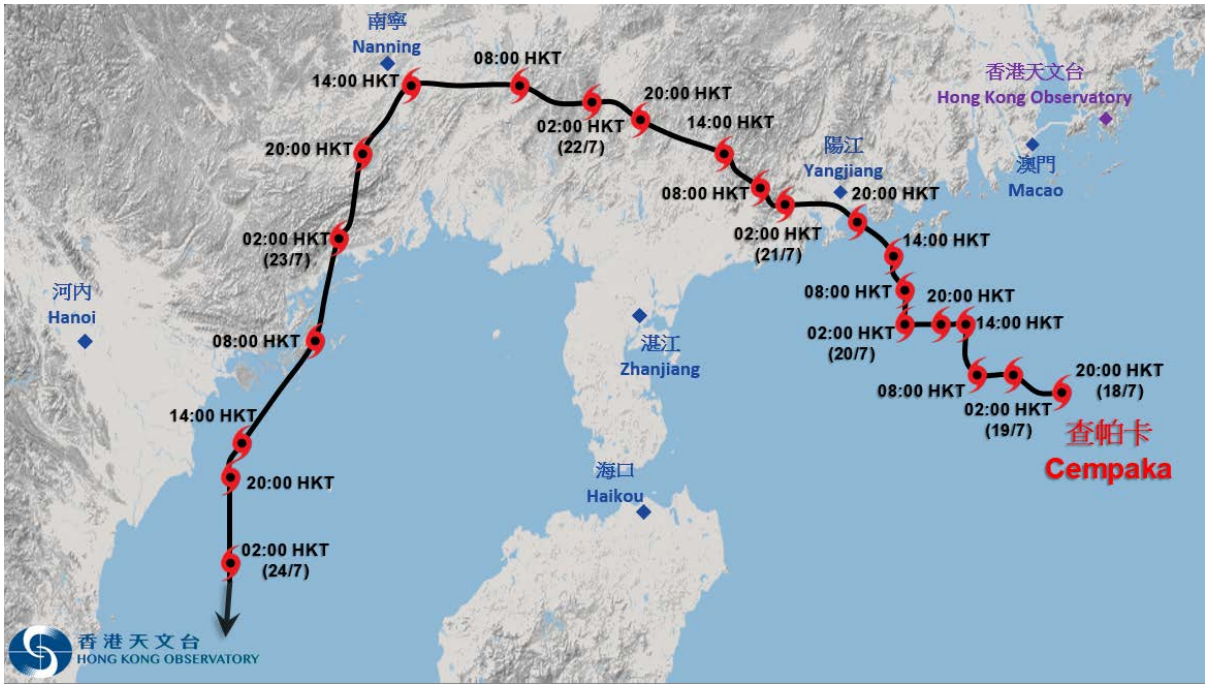 南寧
Nanning
14:00 HKT
08:00 HKT
02:00 HKT
(22/7)
20:00 HKT
14:00 HKT
香港天文台
Hong Kong Observatory
澳門
Macao
陽江
Yangjiang
20:00 HKT
08:00 HKT
02:00 HKT
(21/7)
14:00 HKT
08:00 HKT
20:00 HKT
02:00 HKT
(20/7)
14:00 HKT
08:00 HKT
02:00 HKT
(19/7)
20:00 HKT
(18/7)
查帕卡
Cempaka
20:00 HKT
02:00 HKT
(23/7)
河內
Hanoi
08:00 HKT
湛江
Zhanjiang
14:00 HKT
20:00 HKT
海口
Haikou
02:00 HKT
(24/7)
香港天文台
HONG KONG OBSERVATORY